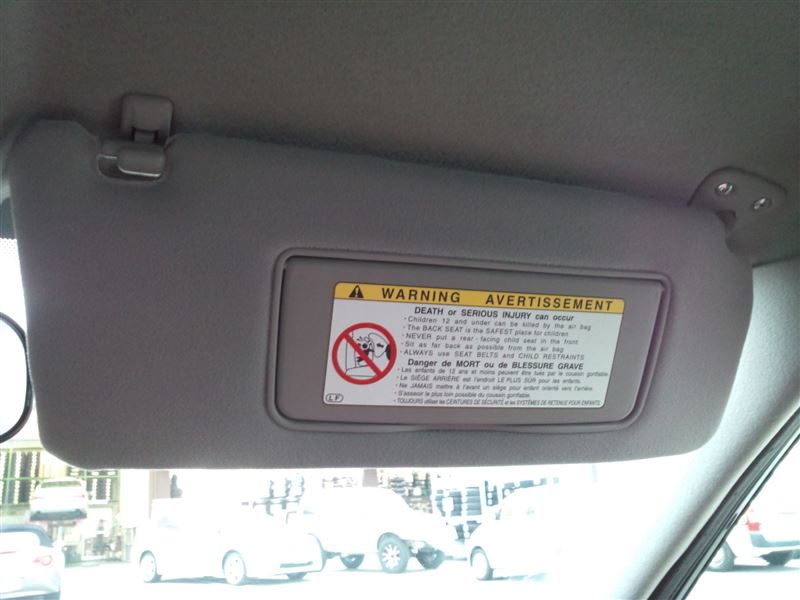 WARNING AVERTISSEMENT
DEATH or SERIOUS INJURY can occur
· Children 12 and under can be killed by the air bag
· The BACK SEAT is the SAFEST place for children
· NEVER put a rear-facing child seat in the front
· Sit as far back as possible from the air bag
· ALWAYS use SEAT BELTS and CHILD RESTRAINTS
Danger de MORT ou de BLESSURE GRAVE
· Les enfants de 12 ans et moins peuvent être tués par le coussin gonflable.
· Le SIÈGE ARRIÈRE est l'endroit LE PLUS SÛR pour les enfants.
· Ne JAMAIS mettre à l'avant un siège pour enfant orienté vers l'arrière.
· S'asseoir le plus loin possible du coussin gonflable.
· TOUJOURS utiliser les CEINTURES DE SÉCURITÉ et les SYSTÈMES DE RETENUE POUR ENFANTS.
LF